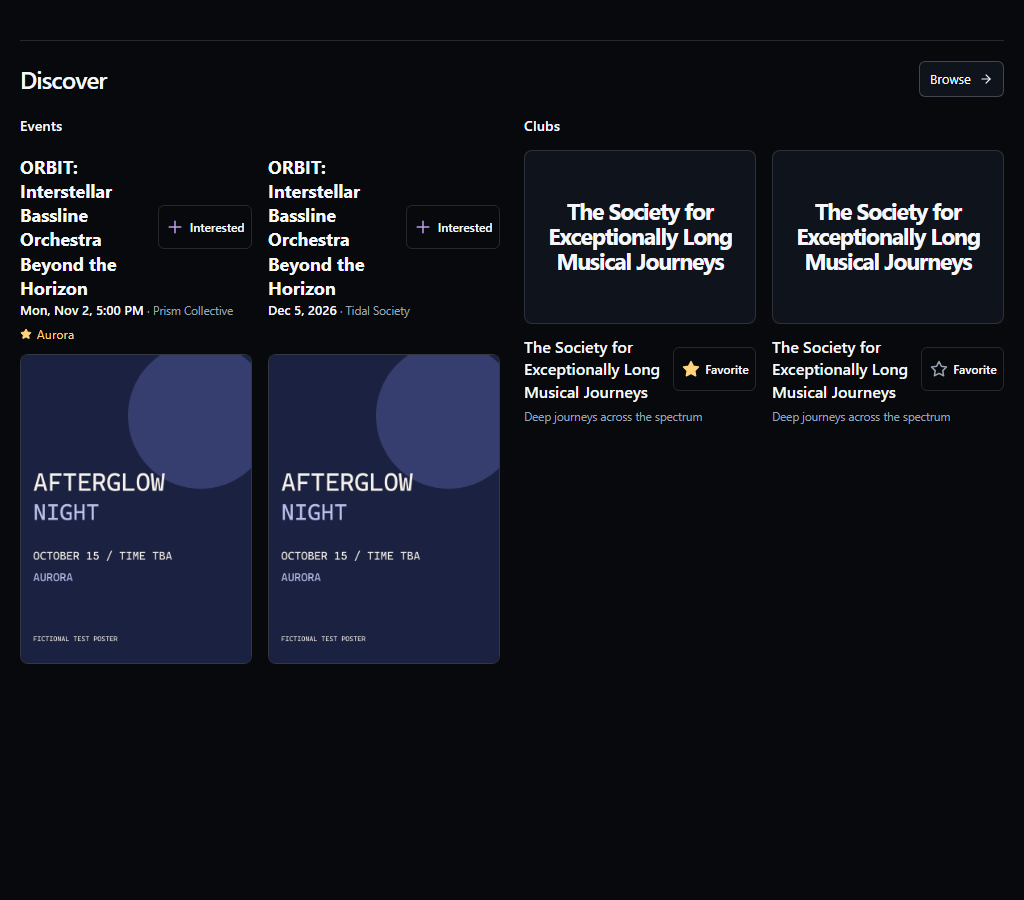 Discover
Browse
Events
ORBIT:
Interstellar
Bassline
Orchestra
Beyond the
Horizon
Interested
Mon, Nov 2, 5:00 PM · Prism Collective
Aurora
AFTERGLOW
NIGHT
OCTOBER 15 / TIME TBA
AURORA
FICTIONAL TEST POSTER
ORBIT:
Interstellar
Bassline
Orchestra
Beyond the
Horizon
Interested
Dec 5, 2026 · Tidal Society
AFTERGLOW
NIGHT
OCTOBER 15 / TIME TBA
AURORA
FICTIONAL TEST POSTER
Clubs
The Society for
Exceptionally Long
Musical Journeys
The Society for
Exceptionally Long
Musical Journeys
Favorite
Deep journeys across the spectrum
The Society for
Exceptionally Long
Musical Journeys
The Society for
Exceptionally Long
Musical Journeys
Favorite
Deep journeys across the spectrum